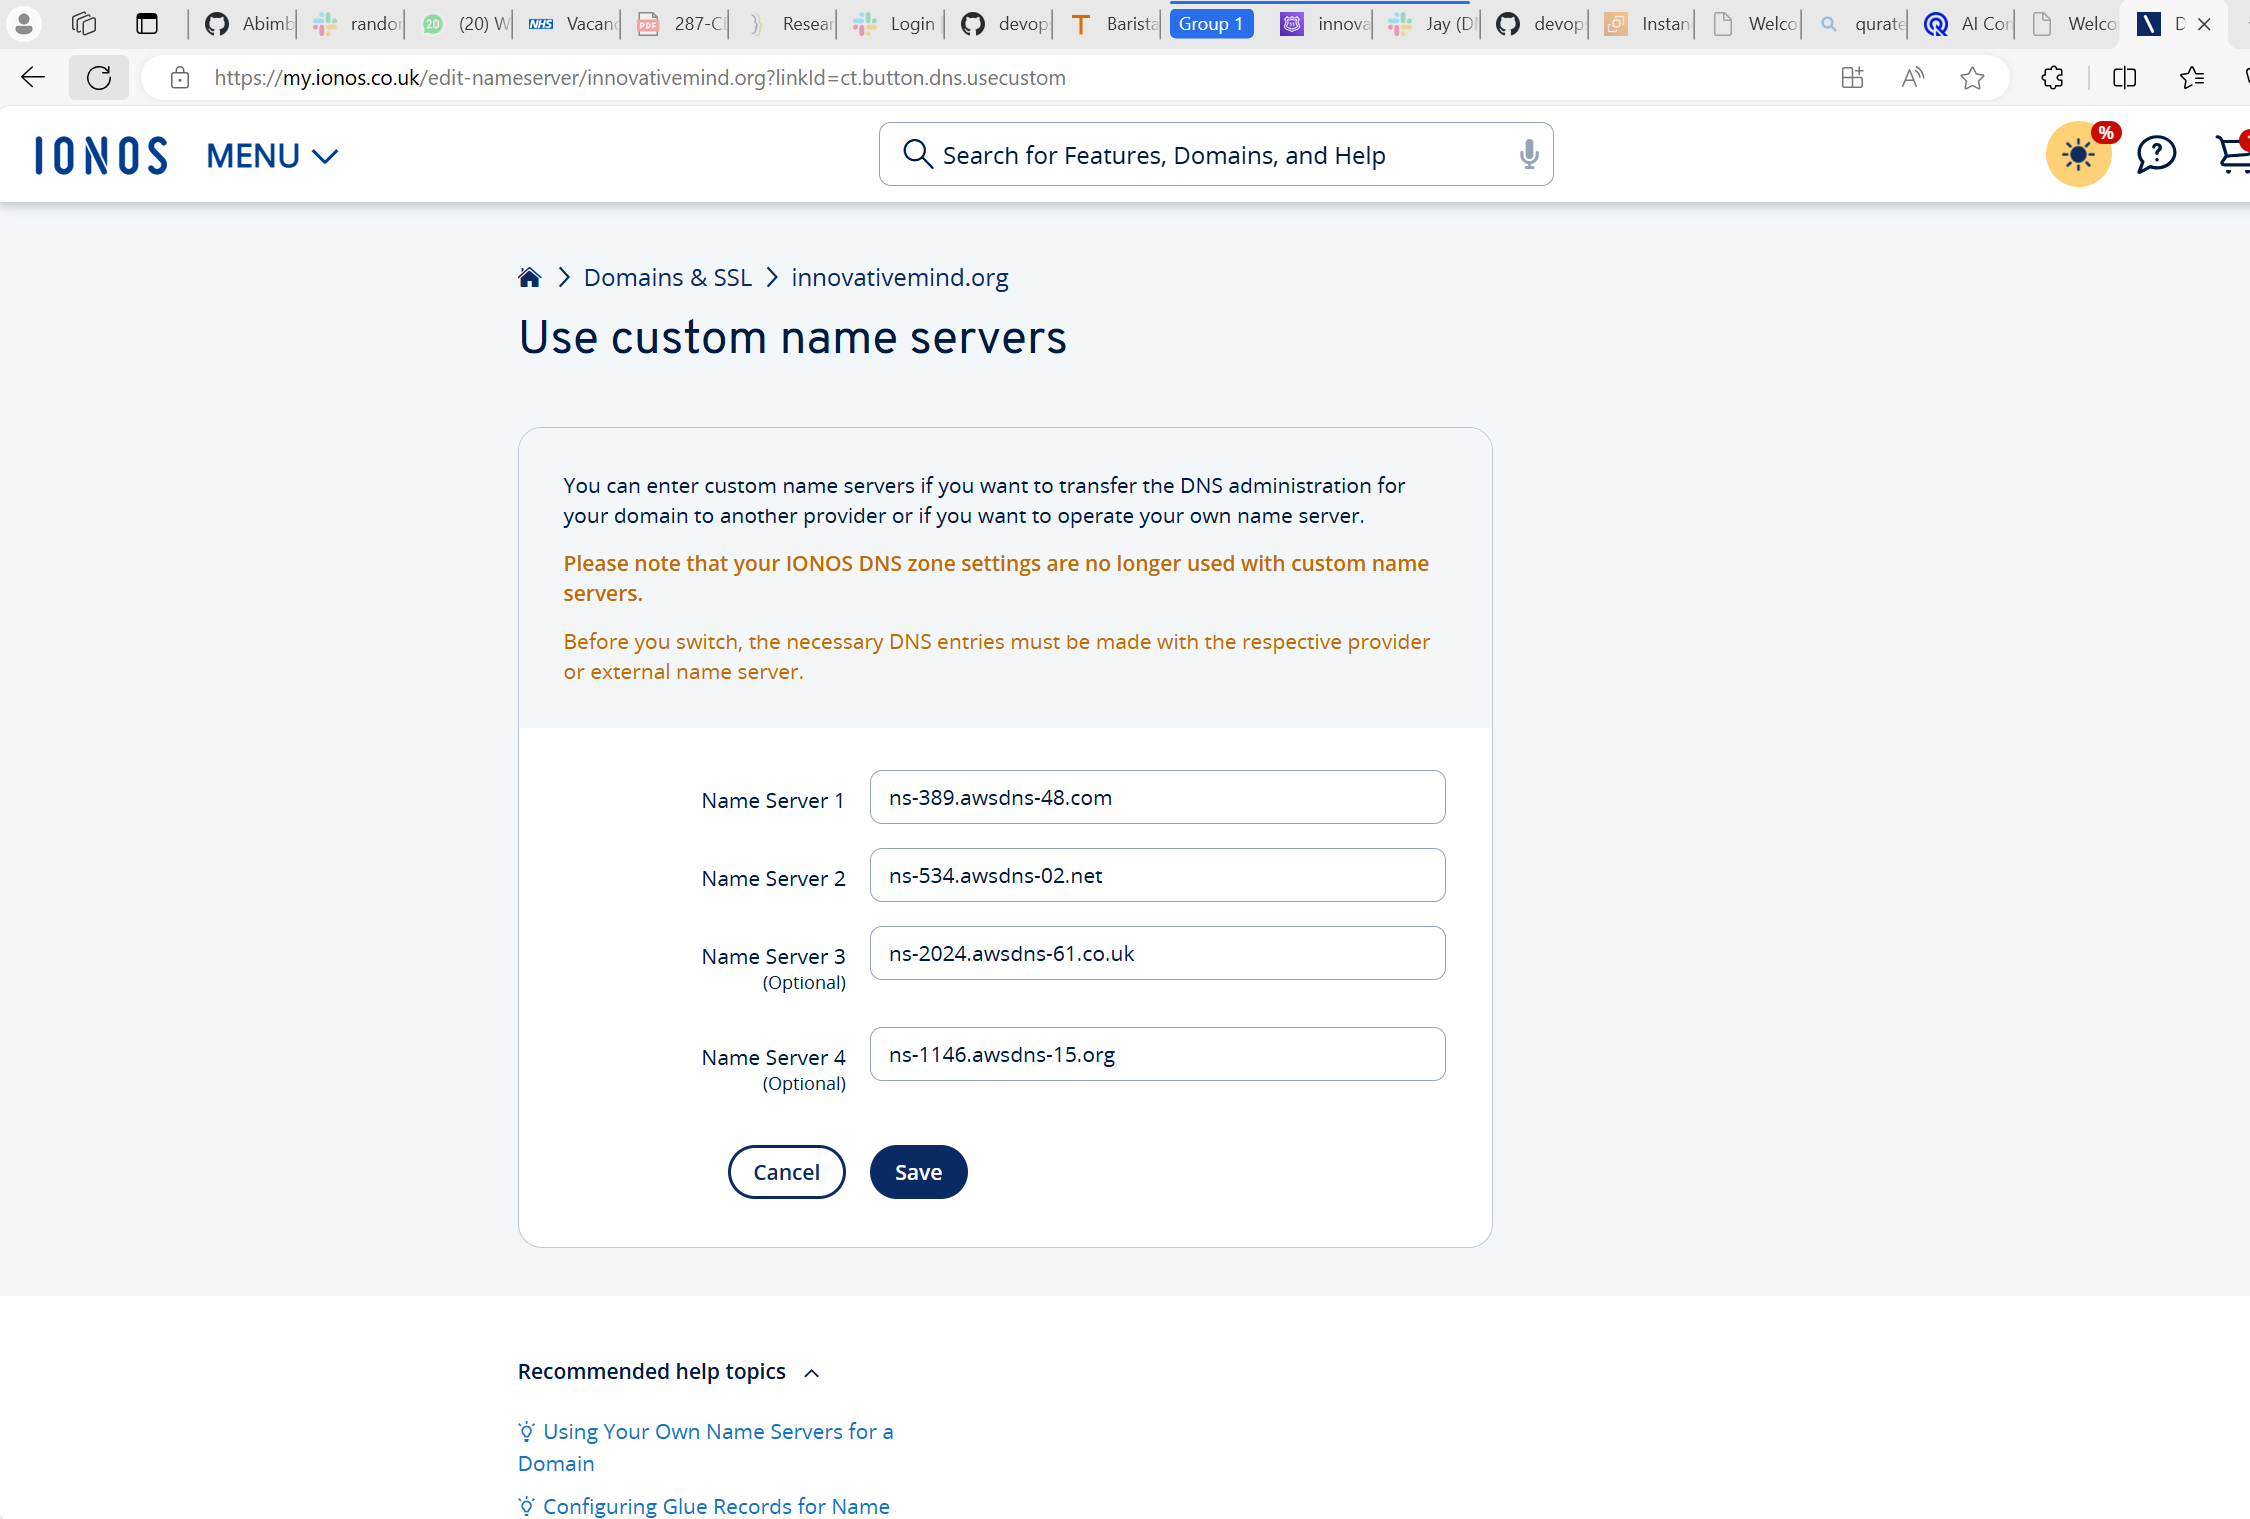 Abimb
randor
20
(20) W
NHS
Vacanc
PDF
287-CE
Resear
Login
devop
T
Barista
Group 1
innova
Jay (DM
devop
Instan
Welco
qurate
AI Con
Welco
D
https://my.ionos.co.uk/edit-nameserver/innovativemind.org?linkId=ct.button.dns.usecustom
IONOS
MENU
Search for Features, Domains, and Help
%
Domains & SSL > innovativemind.org
Use custom name servers
You can enter custom name servers if you want to transfer the DNS administration for
your domain to another provider or if you want to operate your own name server.
Please note that your IONOS DNS zone settings are no longer used with custom name
servers.
Before you switch, the necessary DNS entries must be made with the respective provider
or external name server.
Name Server 1
ns-389.awsdns-48.com
Name Server 2
ns-534.awsdns-02.net
Name Server 3
(Optional)
ns-2024.awsdns-61.co.uk
Name Server 4
(Optional)
ns-1146.awsdns-15.org
Cancel
Save
Recommended help topics
Using Your Own Name Servers for a
Domain
Configuring Glue Records for Name